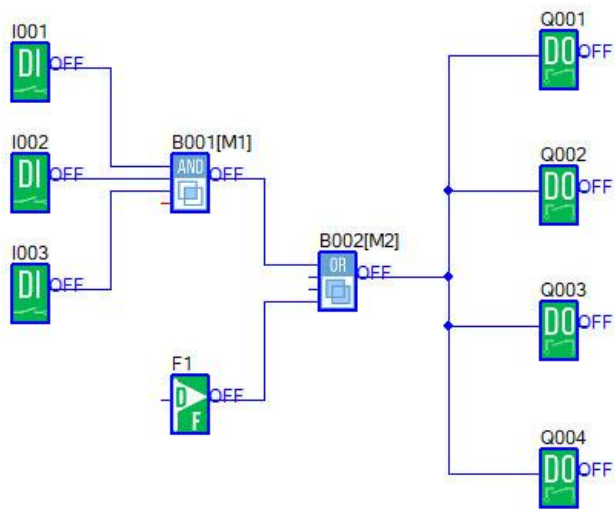 I001
DI OFF
I002
DI OFF
I003
DI OFF
B001[M1]
AND OFF
B002[M2]
OR OFF
F1
D F OFF
Q001
DO OFF
Q002
DO OFF
Q003
DO OFF
Q004
DO OFF